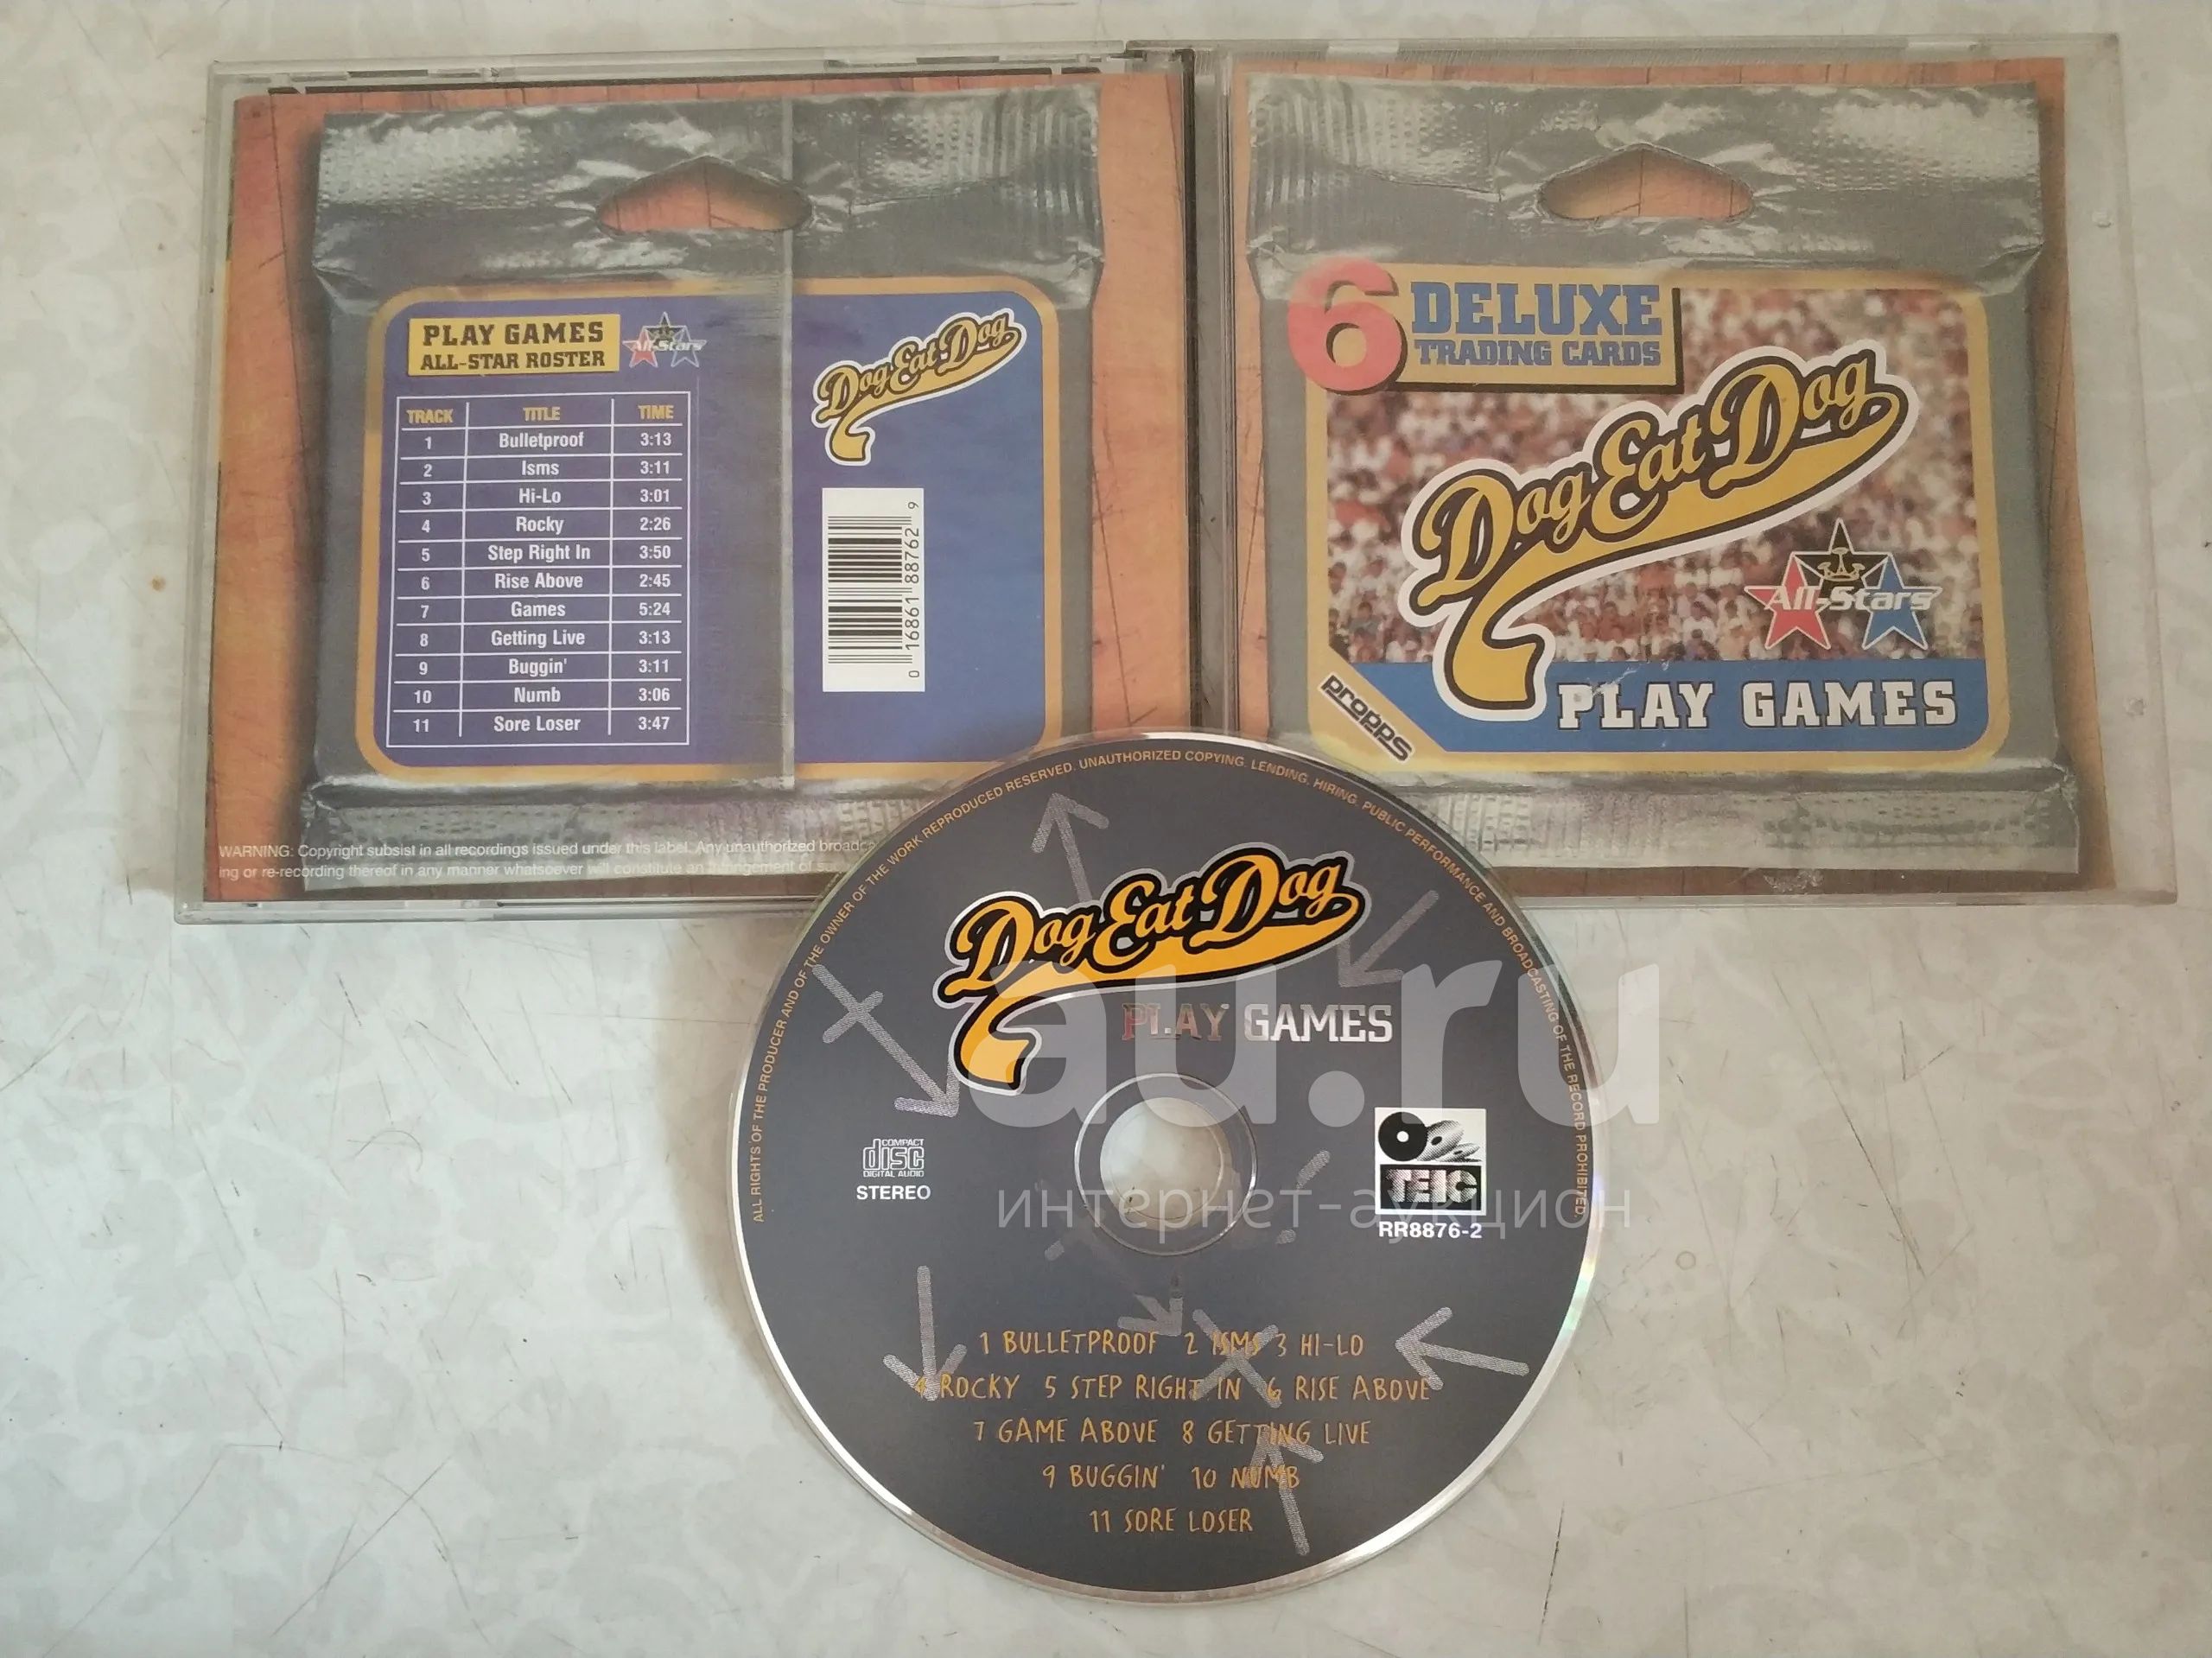 PLAY GAMES
ALL-STAR ROSTER
All-Stars
TRACK TITLE TIME
1 Bulletproof 3:13
2 Isms 3:11
3 Hi-Lo 3:01
4 Rocky 2:26
5 Step Right In 3:50
6 Rise Above 2:45
7 Games 5:24
8 Getting Live 3:13
9 Buggin' 3:11
10 Numb 3:06
11 Sore Loser 3:47
Dog Eat Dog
0 16861 88762 9
WARNING: Copyright subsist in all recordings issued under this label. Any unauthorized broadc
ing or re-recording thereof in any manner whatsoever will constitute an
6 DELUXE
TRADING CARDS
Dog Eat Dog
All-Stars
propps
PLAY GAMES
ALL RIGHTS OF THE PRODUCER AND OF THE OWNER OF THE WORK REPRODUCED RESERVED. UNAUTHORIZED COPYING, LENDING, HIRING, PUBLIC PERFORMANCE AND BROADCASTING OF THE RECORD PROHIBITED.
Dog Eat Dog
PLAY GAMES
COMPACT
disc
DIGITAL AUDIO
STEREO
TEIC
RR8876-2
1 BULLETPROOF 2 ISMS 3 HI-LO
4 ROCKY 5 STEP RIGHT IN 6 RISE ABOVE
7 GAME ABOVE 8 GETTING LIVE
9 BUGGIN' 10 NUMB
11 SORE LOSER
au.ru
интернет-аукцион